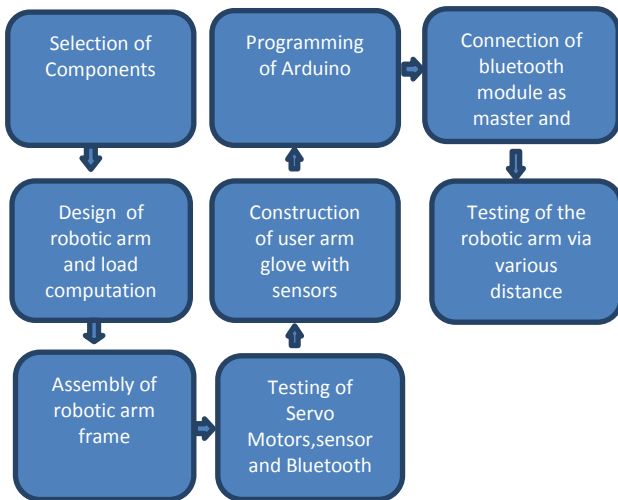 Selection of
Components
Design of
robotic arm
and load
computation
Assembly of
robotic arm
frame
Testing of
Servo
Motors,sensor
and Bluetooth
Construction
of user arm
glove with
sensors
Programming
of Arduino
Connection of
bluetooth
module as
master and
Testing of the
robotic arm via
various
distance